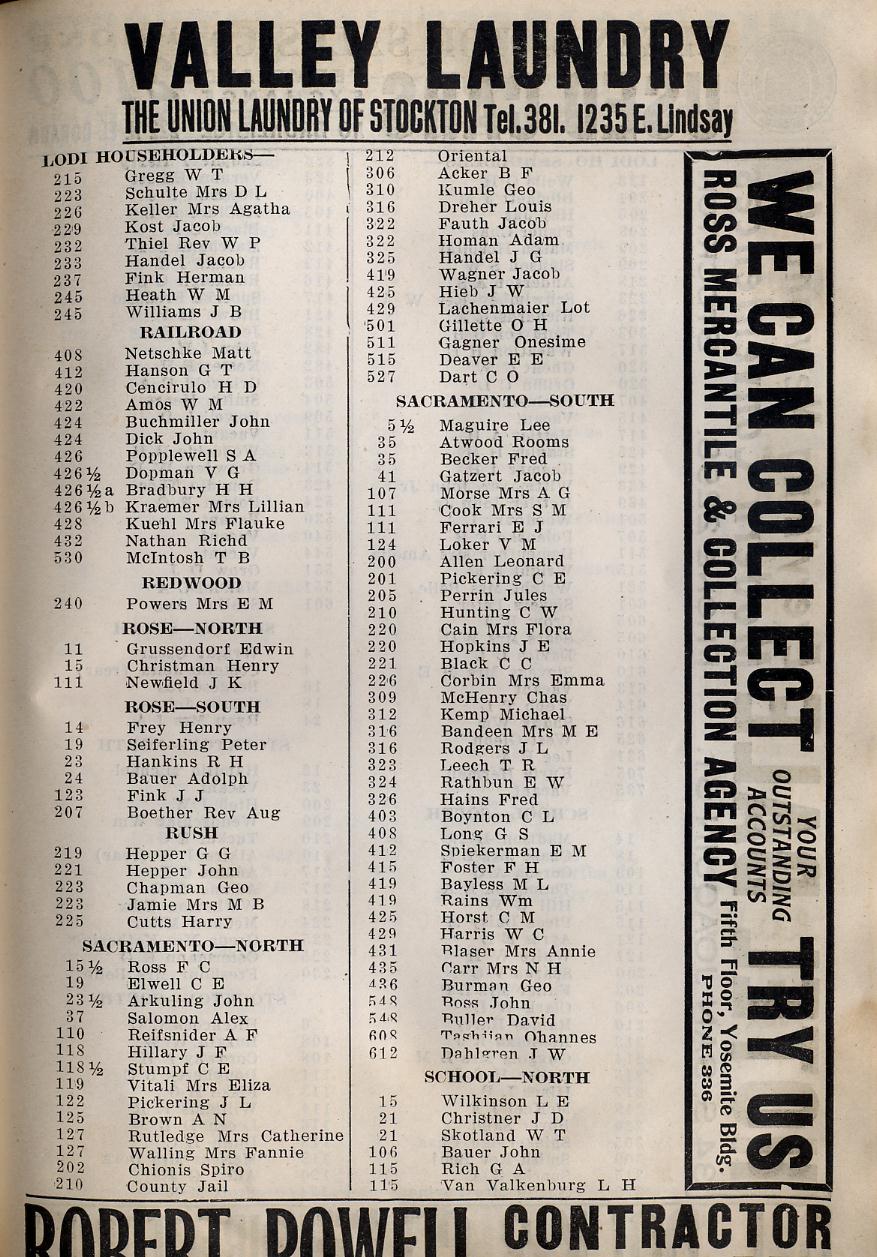 VALLEY LAUNDRY
THE UNION LAUNDRY OF STOCKTON Tel. 381. 1235 E. Lindsay
LODI HOUSEHOLDERS—
215 Gregg W T
223 Schulte Mrs D L
226 Keller Mrs Agatha
229 Kost Jacob
232 Thiel Rev W P
233 Handel Jacob
237 Fink Herman
245 Heath W M
245 Williams J B
RAILROAD
408 Netschke Matt
412 Hanson G T
420 Cencirulo H D
422 Amos W M
424 Buchmiller John
424 Dick John
426 Popplewell S A
426½ Dopman V G
426½a Bradbury H H
426½b Kraemer Mrs Lillian
428 Kuehl Mrs Flauke
432 Nathan Richd
530 McIntosh T B
REDWOOD
240 Powers Mrs E M
ROSE—NORTH
11 Grussendorf Edwin
15 Christman Henry
111 Newfield J K
ROSE—SOUTH
14 Frey Henry
19 Seiferling Peter
23 Hankins R H
24 Bauer Adolph
123 Fink J J
207 Boether Rev Aug
RUSH
219 Hepper G G
221 Hepper John
223 Chapman Geo
223 Jamie Mrs M B
225 Cutts Harry
SACRAMENTO—NORTH
15½ Ross F C
19 Elwell C E
23½ Arkuling John
37 Salomon Alex
110 Reifsnider A F
118 Hillary J F
118½ Stumpf C E
119 Vitali Mrs Eliza
122 Pickering J L
125 Brown A N
127 Rutledge Mrs Catherine
127 Walling Mrs Fannie
202 Chionis Spiro
210 County Jail
212 Oriental
306 Acker B F
310 Kumle Geo
316 Dreher Louis
322 Fauth Jacob
322 Homan Adam
325 Handel J G
419 Wagner Jacob
425 Hieb J W
429 Lachenmaier Lot
501 Gillette O H
511 Gagner Onesime
515 Deaver E E
527 Dart C O
SACRAMENTO—SOUTH
5½ Maguire Lee
35 Atwood Rooms
35 Becker Fred
41 Gatzert Jacob
107 Morse Mrs A G
111 Cook Mrs S M
111 Ferrari E J
124 Loker V M
200 Allen Leonard
201 Pickering C E
205 Perrin Jules
210 Hunting C W
220 Cain Mrs Flora
220 Hopkins J E
221 Black C C
226 Corbin Mrs Emma
309 McHenry Chas
312 Kemp Michael
316 Bandeen Mrs M E
316 Rodgers J L
323 Leech T R
324 Rathbun E W
326 Hains Fred
403 Boynton C L
408 Long G S
412 Spiekerman E M
415 Foster F H
419 Bayless M L
419 Rains Wm
425 Horst C M
429 Harris W C
431 Blaser Mrs Annie
435 Carr Mrs N H
436 Burman Geo
548 Ross John
548 Buller David
608 Tashjian Ohannes
612 Dahlgren J W
SCHOOL—NORTH
15 Wilkinson L E
21 Christner J D
21 Skotland W T
106 Bauer John
115 Rich G A
115 Van Valkenburg L H
WE CAN COLLECT YOUR OUTSTANDING ACCOUNTS TRY US!
ROSS MERCANTILE & COLLECTION AGENCY Fifth Floor, Yosemite Bldg.
PHONE 336
ROBERT POWELL CONTRACTOR